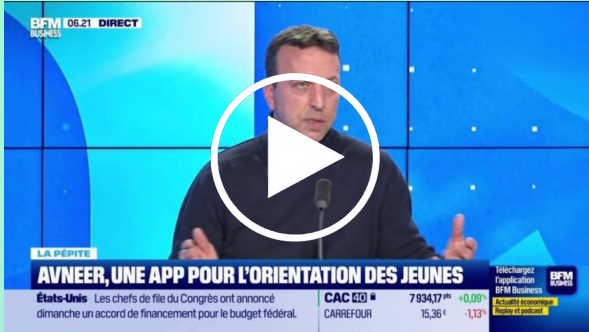 BFM 06.21 DIRECT
BUSINESS
LA PÉPITE
AVNEER, UNE APP POUR L'ORIENTATION DES JEUNES
États-Unis Les chefs de file du Congrès ont annoncé
dimanche un accord de financement pour le budget fédéral.
CAC 40 7 934,17 pts +0,09%
CARREFOUR 15,36 € -1,13%
Téléchargez
l'application
BFM Business
Actualité économique
Replay et podcast
BFM
BUSINESS